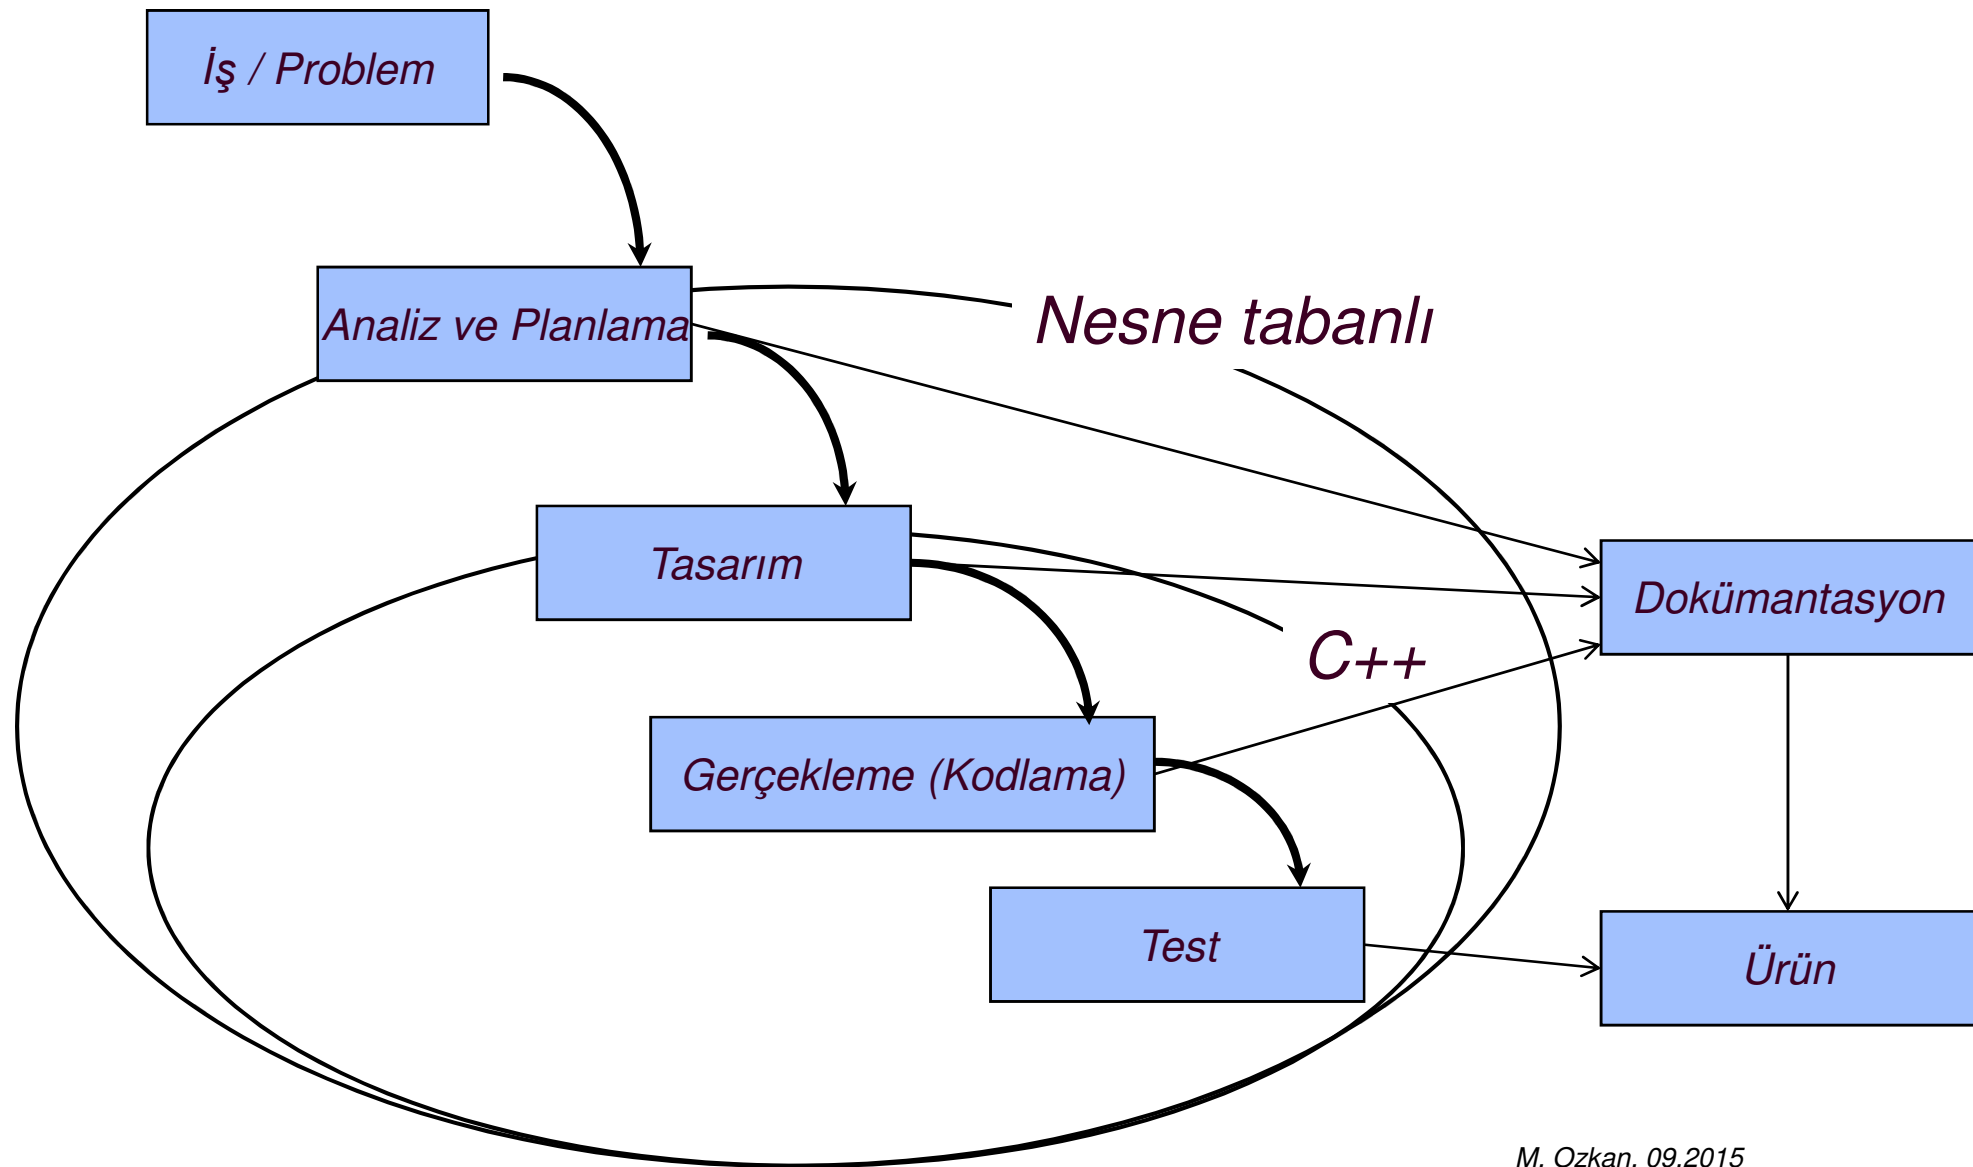 İş / Problem
Analiz ve Planlama
Nesne tabanlı
Tasarım
Dokümantasyon
C++
Gerçekleme (Kodlama)
Test
Ürün
M. Ozkan, 09.2015